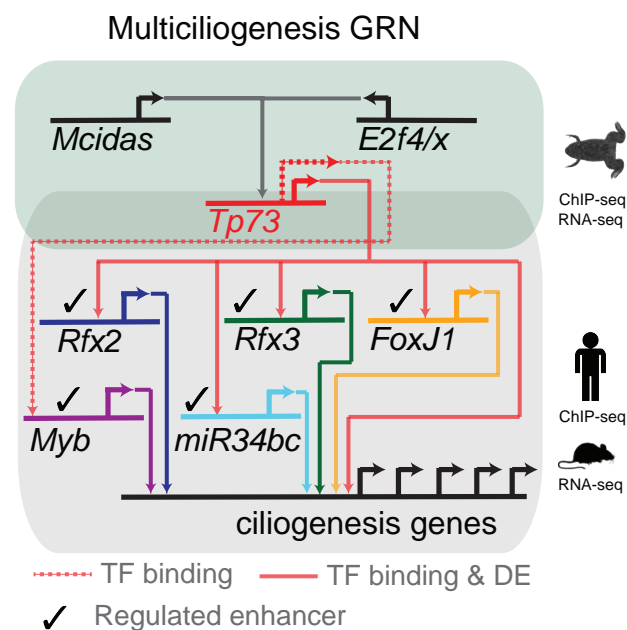 Multiciliogenesis GRN
Mcidas
E2f4/x
ChIP-seq
RNA-seq
Tp73
Rfx2
Rfx3
FoxJ1
Myb
miR34bc
ChIP-seq
RNA-seq
ciliogenesis genes
TF binding
TF binding & DE
Regulated enhancer